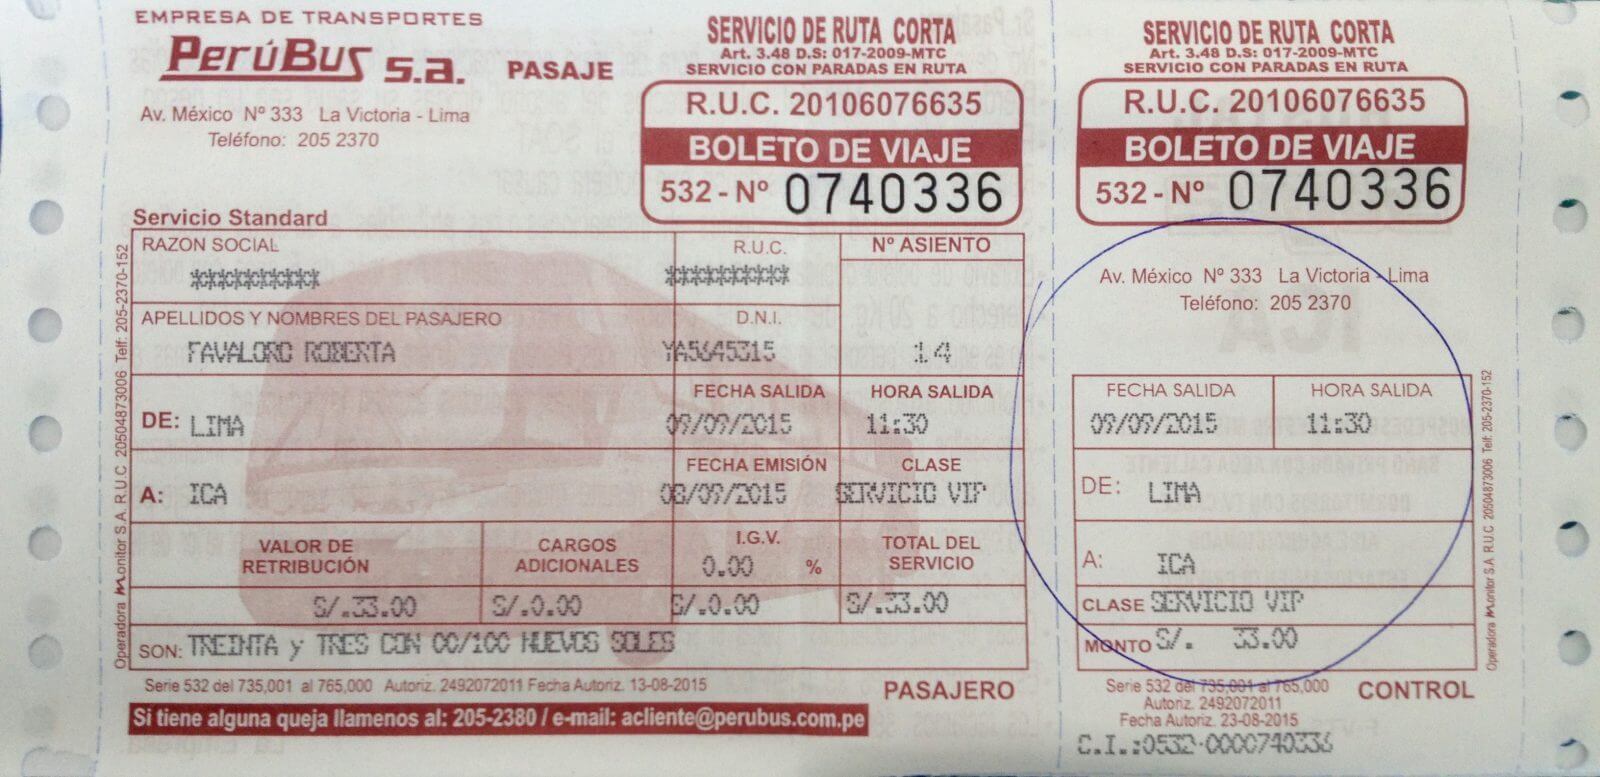 EMPRESA DE TRANSPORTES
PerúBus S.A. PASAJE
Av. México Nº 333 La Victoria - Lima
Teléfono: 205 2370
SERVICIO DE RUTA CORTA
Art. 3.48 D.S: 017-2009-MTC
SERVICIO CON PARADAS EN RUTA
R.U.C. 20106076635
BOLETO DE VIAJE
532 - Nº 0740336
Servicio Standard
RAZON SOCIAL R.U.C. Nº ASIENTO
********** **********
APELLIDOS Y NOMBRES DEL PASAJERO D.N.I.
FAVALORO ROBERTA YA5645315 14
FECHA SALIDA HORA SALIDA
DE: LIMA 09/09/2015 11:30
FECHA EMISIÓN CLASE
A: ICA 08/09/2015 SERVICIO VIP
VALOR DE RETRIBUCIÓN CARGOS ADICIONALES I.G.V. 0.00 % TOTAL DEL SERVICIO
S/.33.00 S/.0.00 S/.0.00 S/.33.00
SON: TREINTA y TRES CON 00/100 NUEVOS SOLES
Serie 532 del 735,001 al 765,000 Autoriz. 2492072011 Fecha Autoriz. 13-08-2015
PASAJERO
Si tiene alguna queja llamenos al: 205-2380 / e-mail: acliente@perubus.com.pe
Operadora Monitor S.A. R.U.C. 20504873006 Telf: 205-2370-152
SERVICIO DE RUTA CORTA
Art. 3.48 D.S: 017-2009-MTC
SERVICIO CON PARADAS EN RUTA
R.U.C. 20106076635
BOLETO DE VIAJE
532 - Nº 0740336
Av. México Nº 333 La Victoria - Lima
Teléfono: 205 2370
FECHA SALIDA HORA SALIDA
09/09/2015 11:30
DE: LIMA
A: ICA
CLASE SERVICIO VIP
MONTO S/. 33.00
Serie 532 del 735,001 al 765,000
Autoriz. 2492072011
Fecha Autoriz. 23-08-2015
CONTROL
C.I.:0532-0000740336
Operadora Monitor S.A. R.U.C. 20504873006 Telf: 205-2370-152